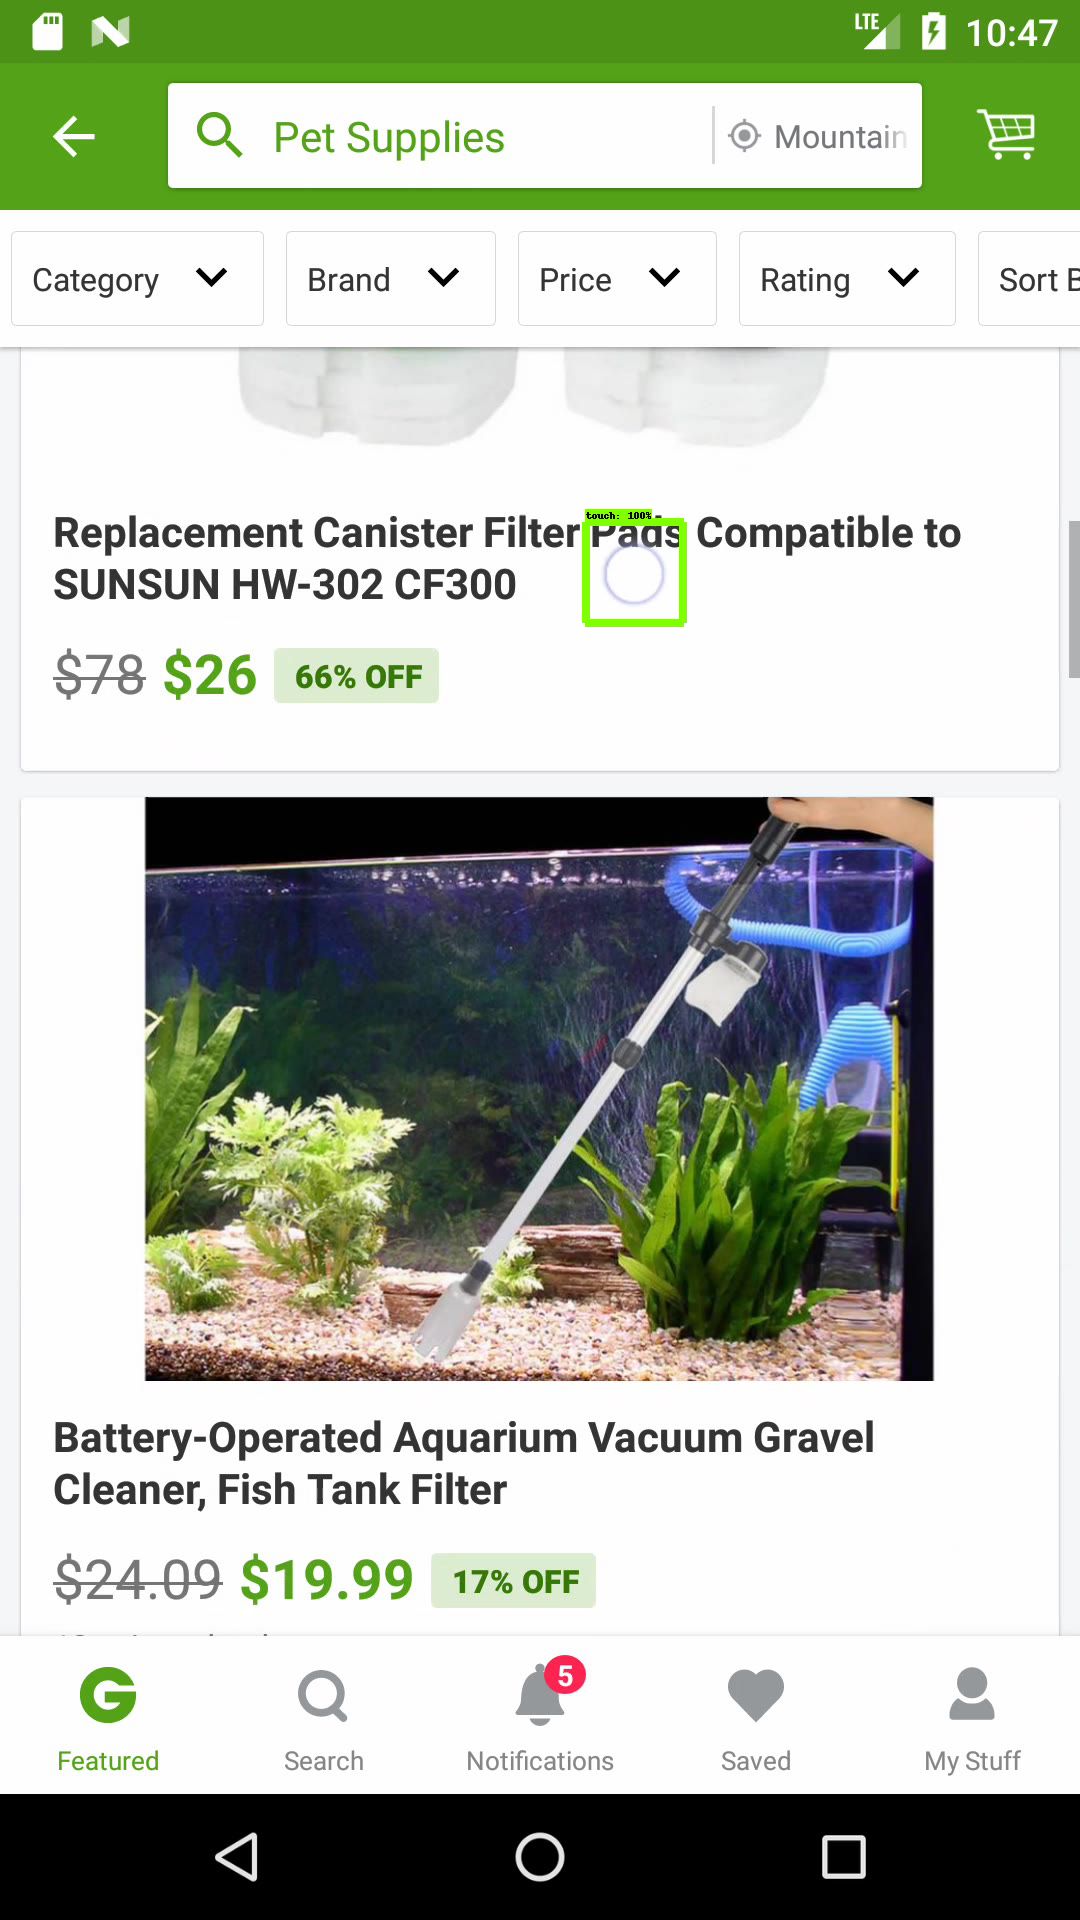 LTE 10:47
Pet Supplies Mountain
Category Brand Price Rating Sort B
touch: 100%
Replacement Canister Filter Pads Compatible to
SUNSUN HW-302 CF300
$78 $26 66% OFF
Battery-Operated Aquarium Vacuum Gravel
Cleaner, Fish Tank Filter
$24.09 $19.99 17% OFF
5
Featured Search Notifications Saved My Stuff